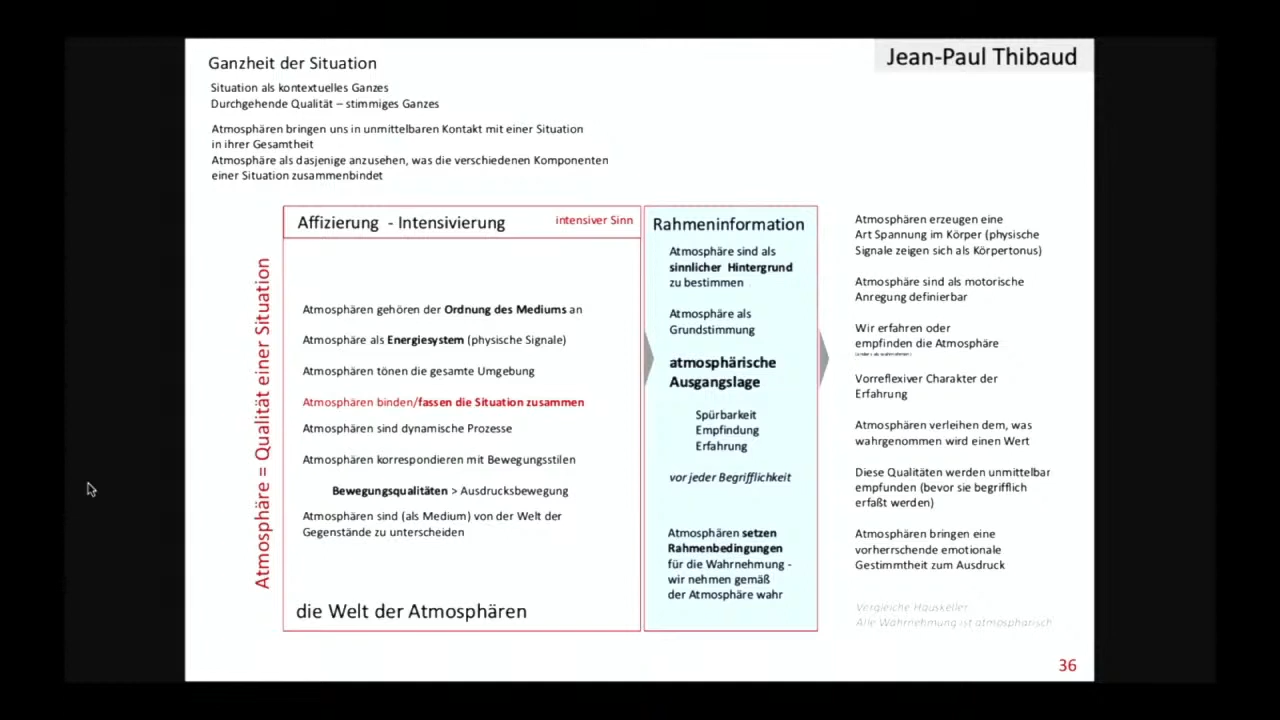 Jean-Paul Thibaud
Ganzheit der Situation
Situation als kontextuelles Ganzes
Durchgehende Qualität – stimmiges Ganzes
Atmosphären bringen uns in unmittelbaren Kontakt mit einer Situation
in ihrer Gesamtheit
Atmosphäre als dasjenige anzusehen, was die verschiedenen Komponenten
einer Situation zusammenbindet
Atmosphäre = Qualität einer Situation
Affizierung - Intensivierung
intensiver Sinn
Atmosphären gehören der Ordnung des Mediums an
Atmosphäre als Energiesystem (physische Signale)
Atmosphären tönen die gesamte Umgebung
Atmosphären binden/fassen die Situation zusammen
Atmosphären sind dynamische Prozesse
Atmosphären korrespondieren mit Bewegungsstilen
Bewegungsqualitäten > Ausdrucksbewegung
Atmosphären sind (als Medium) von der Welt der
Gegenstände zu unterscheiden
die Welt der Atmosphären
Rahmeninformation
Atmosphäre sind als
sinnlicher Hintergrund
zu bestimmen
Atmosphäre als
Grundstimmung
atmosphärische
Ausgangslage
Spürbarkeit
Empfindung
Erfahrung
vor jeder Begrifflichkeit
Atmosphären setzen
Rahmenbedingungen
für die Wahrnehmung -
wir nehmen gemäß
der Atmosphäre wahr
Atmosphären erzeugen eine
Art Spannung im Körper (physische
Signale zeigen sich als Körpertonus)
Atmosphäre sind als motorische
Anregung definierbar
Wir erfahren oder
empfinden die Atmosphäre
Vorreflexiver Charakter der
Erfahrung
Atmosphären verleihen dem, was
wahrgenommen wird einen Wert
Diese Qualitäten werden unmittelbar
empfunden (bevor sie begrifflich
erfaßt werden)
Atmosphären bringen eine
vorherrschende emotionale
Gestimmtheit zum Ausdruck
Vergleiche Hauskeller
Alle Wahrnehmung ist atmosphärisch
36